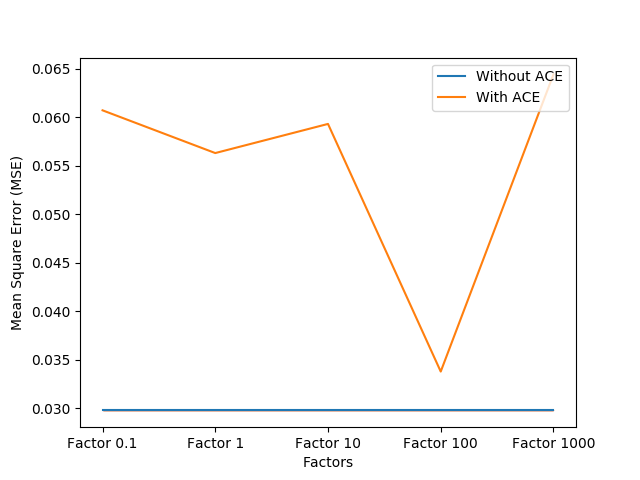 Without ACE
With ACE
0.065
0.060
0.055
0.050
0.045
0.040
0.035
0.030
Mean Square Error (MSE)
Factor 0.1 Factor 1 Factor 10 Factor 100 Factor 1000
Factors